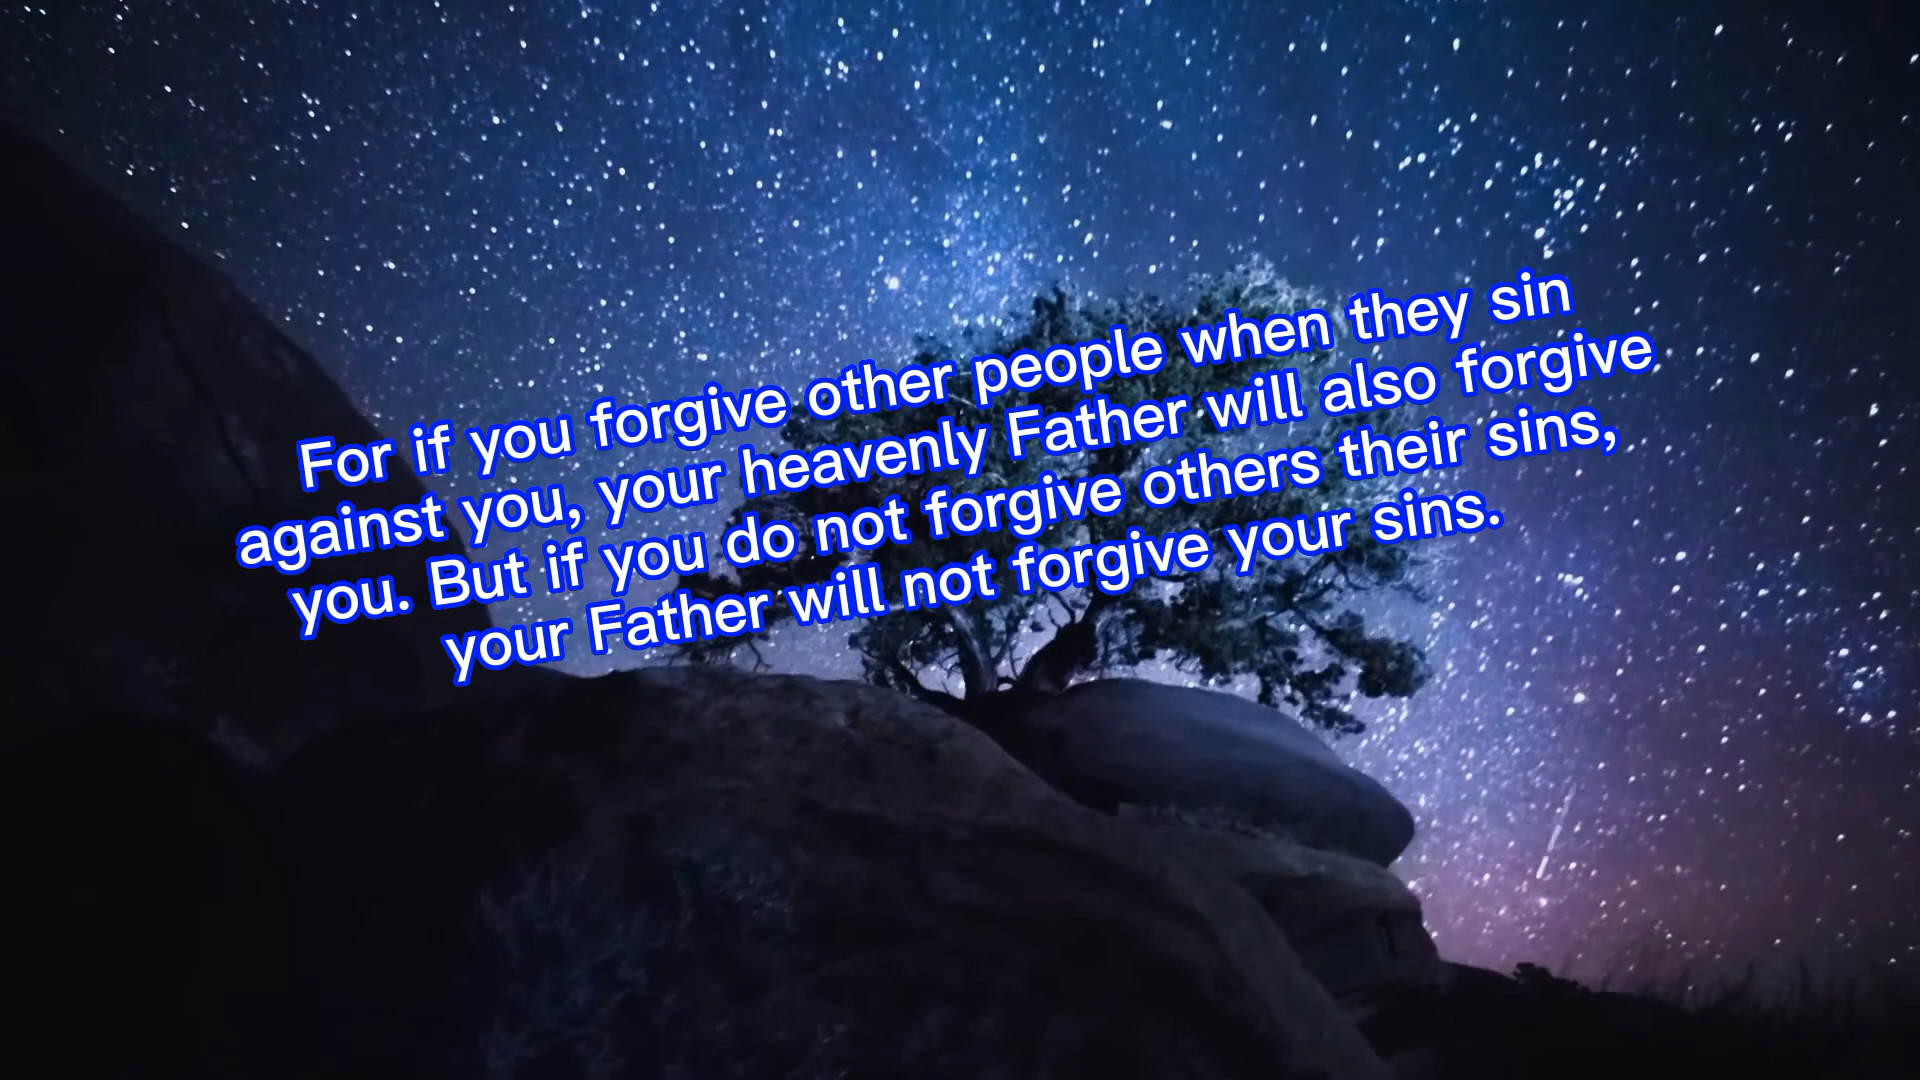 For if you forgive other people when they sin
against you, your heavenly Father will also forgive
you. But if you do not forgive others their sins,
your Father will not forgive your sins.